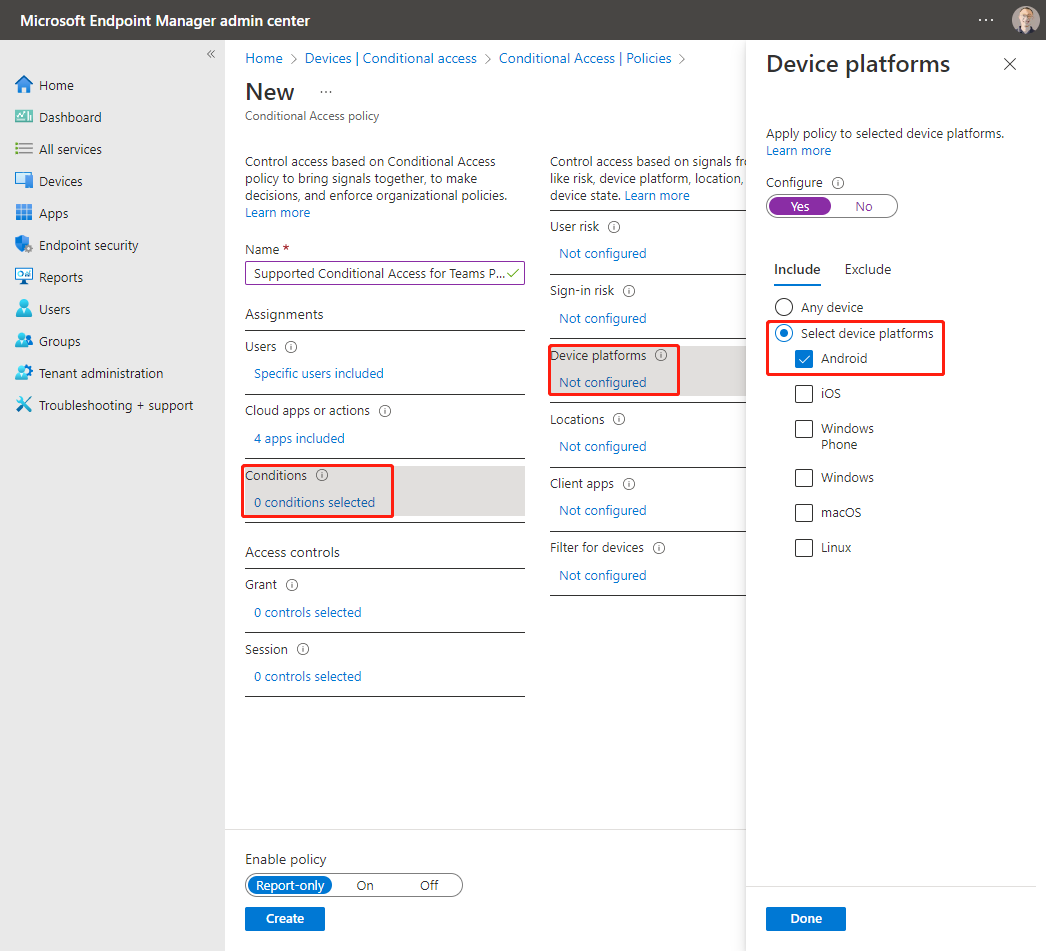 Microsoft Endpoint Manager admin center
...
«
Home
Dashboard
All services
Devices
Apps
Endpoint security
Reports
Users
Groups
Tenant administration
Troubleshooting + support
Home > Devices | Conditional access > Conditional Access | Policies >
New ...
Conditional Access policy
Control access based on Conditional Access
policy to bring signals together, to make
decisions, and enforce organizational policies.
Learn more
Name *
Supported Conditional Access for Teams P...
Assignments
Users
Specific users included
Cloud apps or actions
4 apps included
Conditions
0 conditions selected
Access controls
Grant
0 controls selected
Session
0 controls selected
Control access based on signals fro
like risk, device platform, location,
device state. Learn more
User risk
Not configured
Sign-in risk
Not configured
Device platforms
Not configured
Locations
Not configured
Client apps
Not configured
Filter for devices
Not configured
Enable policy
Report-only On Off
Create
Device platforms
Apply policy to selected device platforms.
Learn more
Configure
Yes No
Include Exclude
Any device
Select device platforms
Android
iOS
Windows
Phone
Windows
macOS
Linux
Done